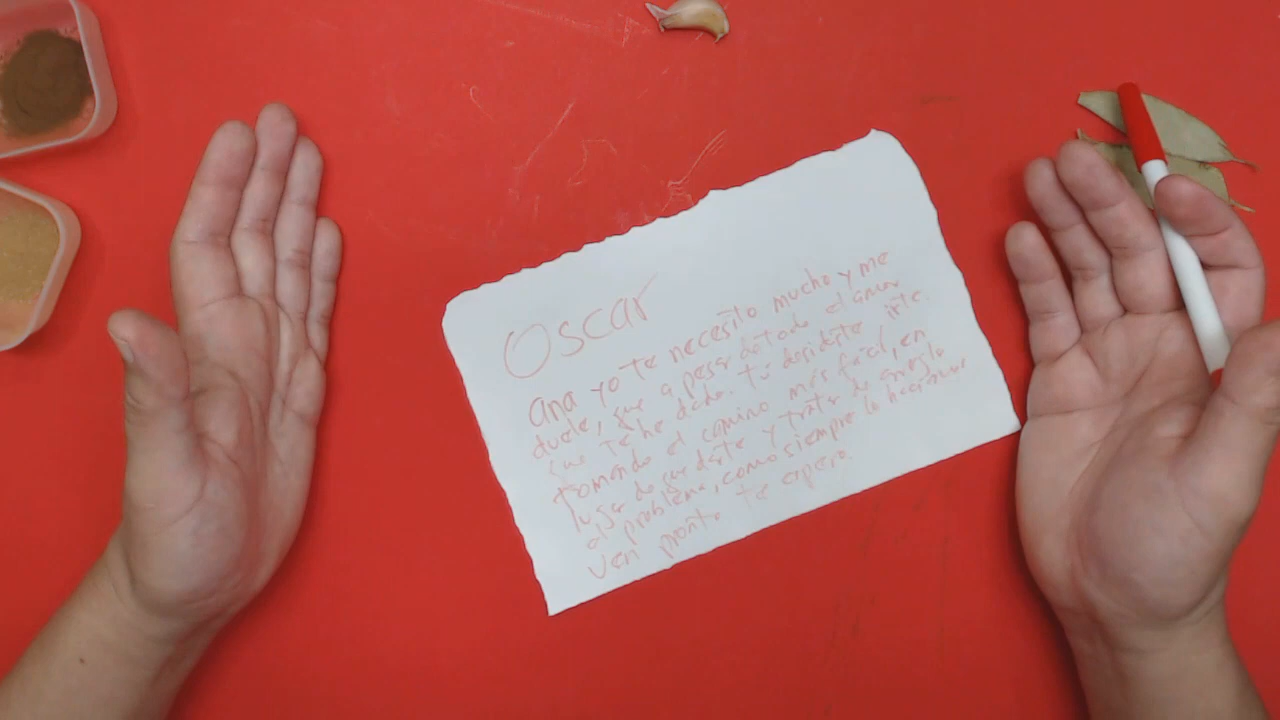 Oscar
ana yo te necesito mucho y me
duele, que a pesar de todo el amor
que te he dado. tú decidiste irte.
tomando el camino más fácil, en
lugar de quedarte y tratar de arreglar
el problema, como siempre lo hacíamos
Ven pronto te espero.